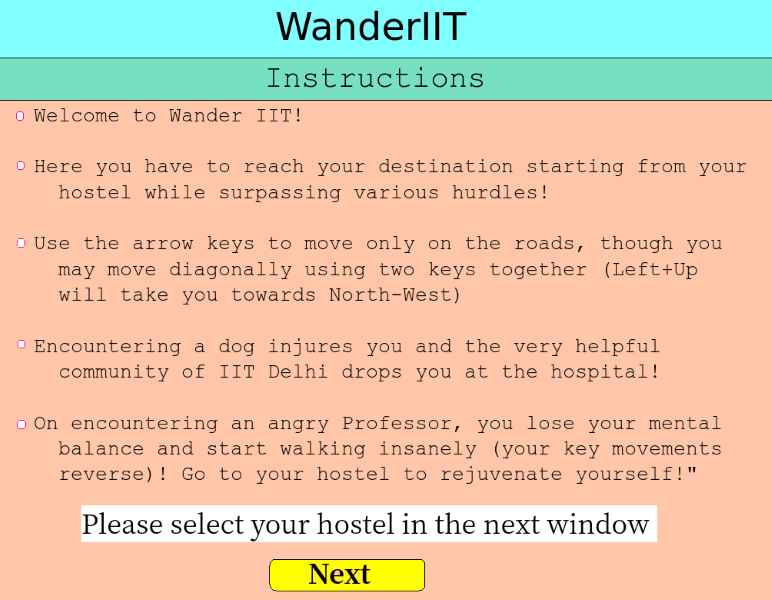 WanderIIT
Instructions
Welcome to Wander IIT!
Here you have to reach your destination starting from your
hostel while surpassing various hurdles!
Use the arrow keys to move only on the roads, though you
may move diagonally using two keys together (Left+Up
will take you towards North-West)
Encountering a dog injures you and the very helpful
community of IIT Delhi drops you at the hospital!
On encountering an angry Professor, you lose your mental
balance and start walking insanely (your key movements
reverse)! Go to your hostel to rejuvenate yourself!"
Please select your hostel in the next window
Next